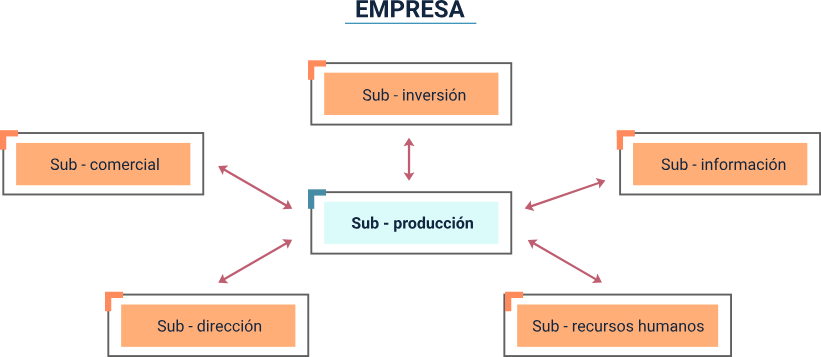 EMPRESA
Sub - inversión
Sub - comercial
Sub - información
Sub - producción
Sub - dirección
Sub - recursos humanos